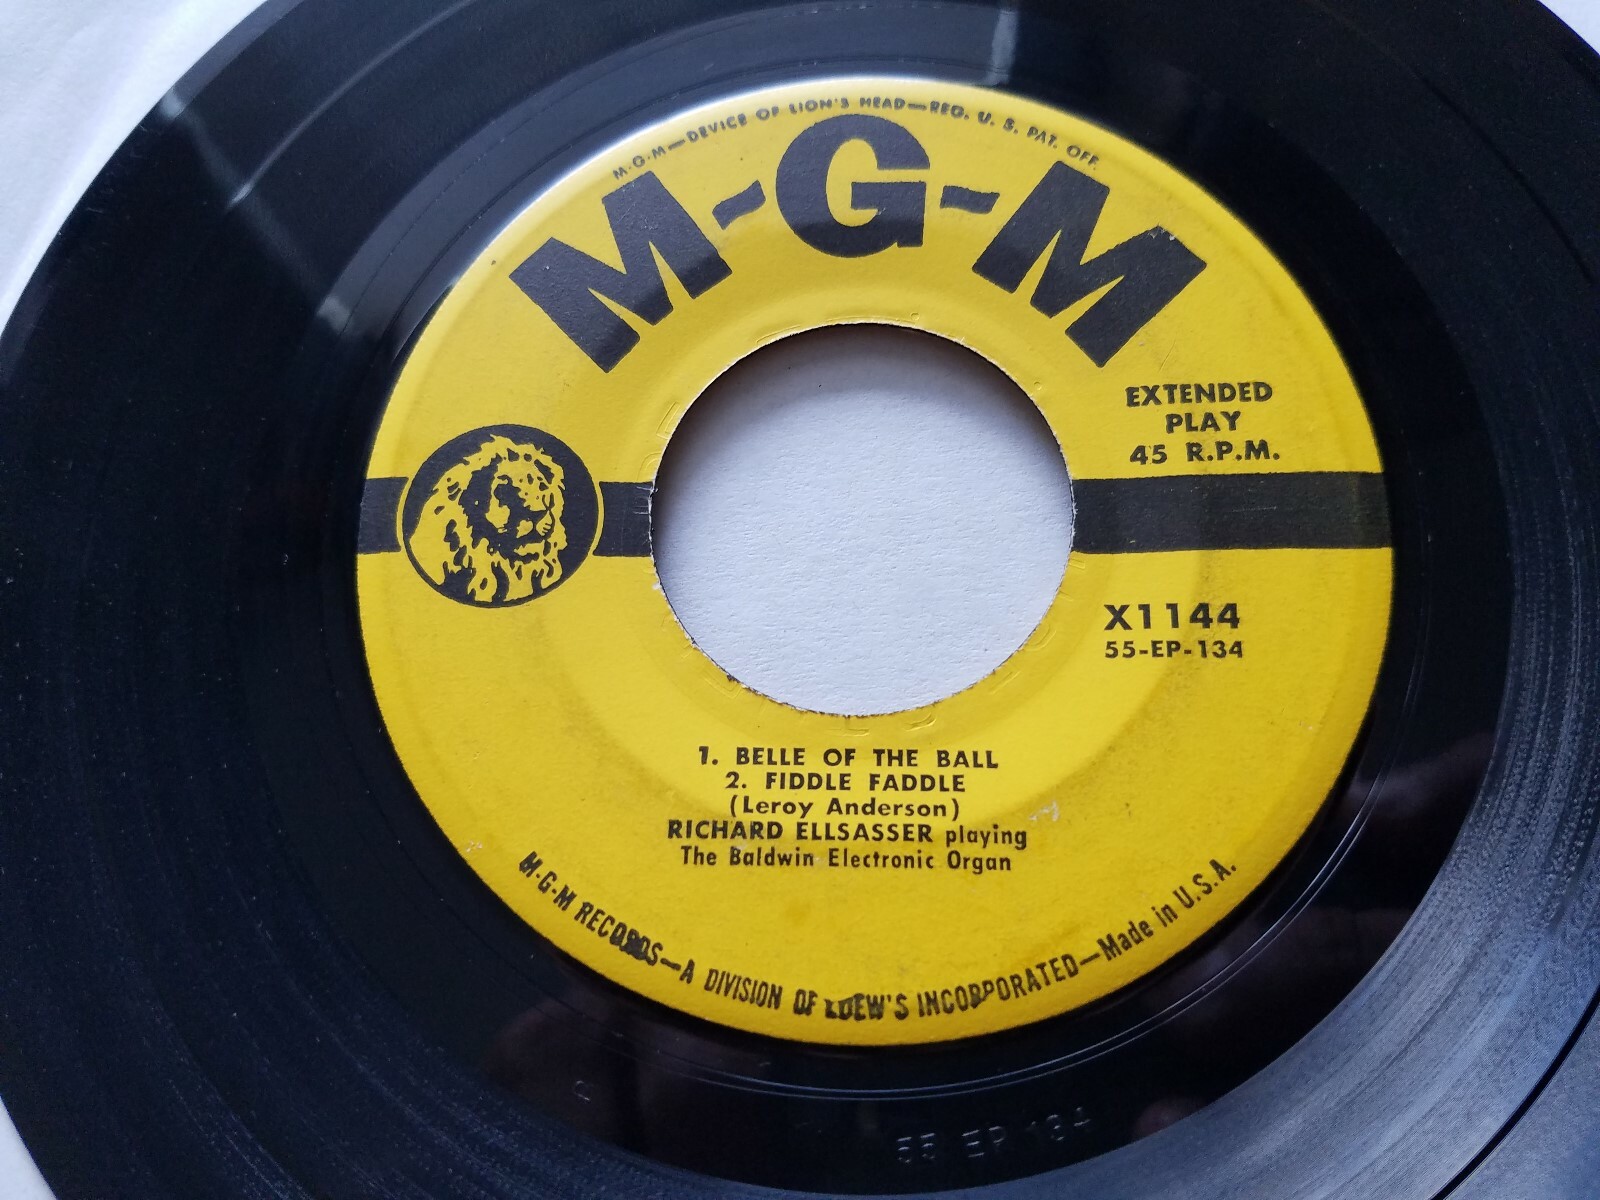 M-G-M—DEVICE OF LION'S HEAD—REG. U. S. PAT. OFF.
M-G-M
EXTENDED
PLAY
45 R.P.M.
X1144
55-EP-134
1. BELLE OF THE BALL
2. FIDDLE FADDLE
(Leroy Anderson)
RICHARD ELLSASSER playing
The Baldwin Electronic Organ
M-G-M RECORDS—A DIVISION OF LOEW'S INCORPORATED—Made in U.S.A.
55 EP 134